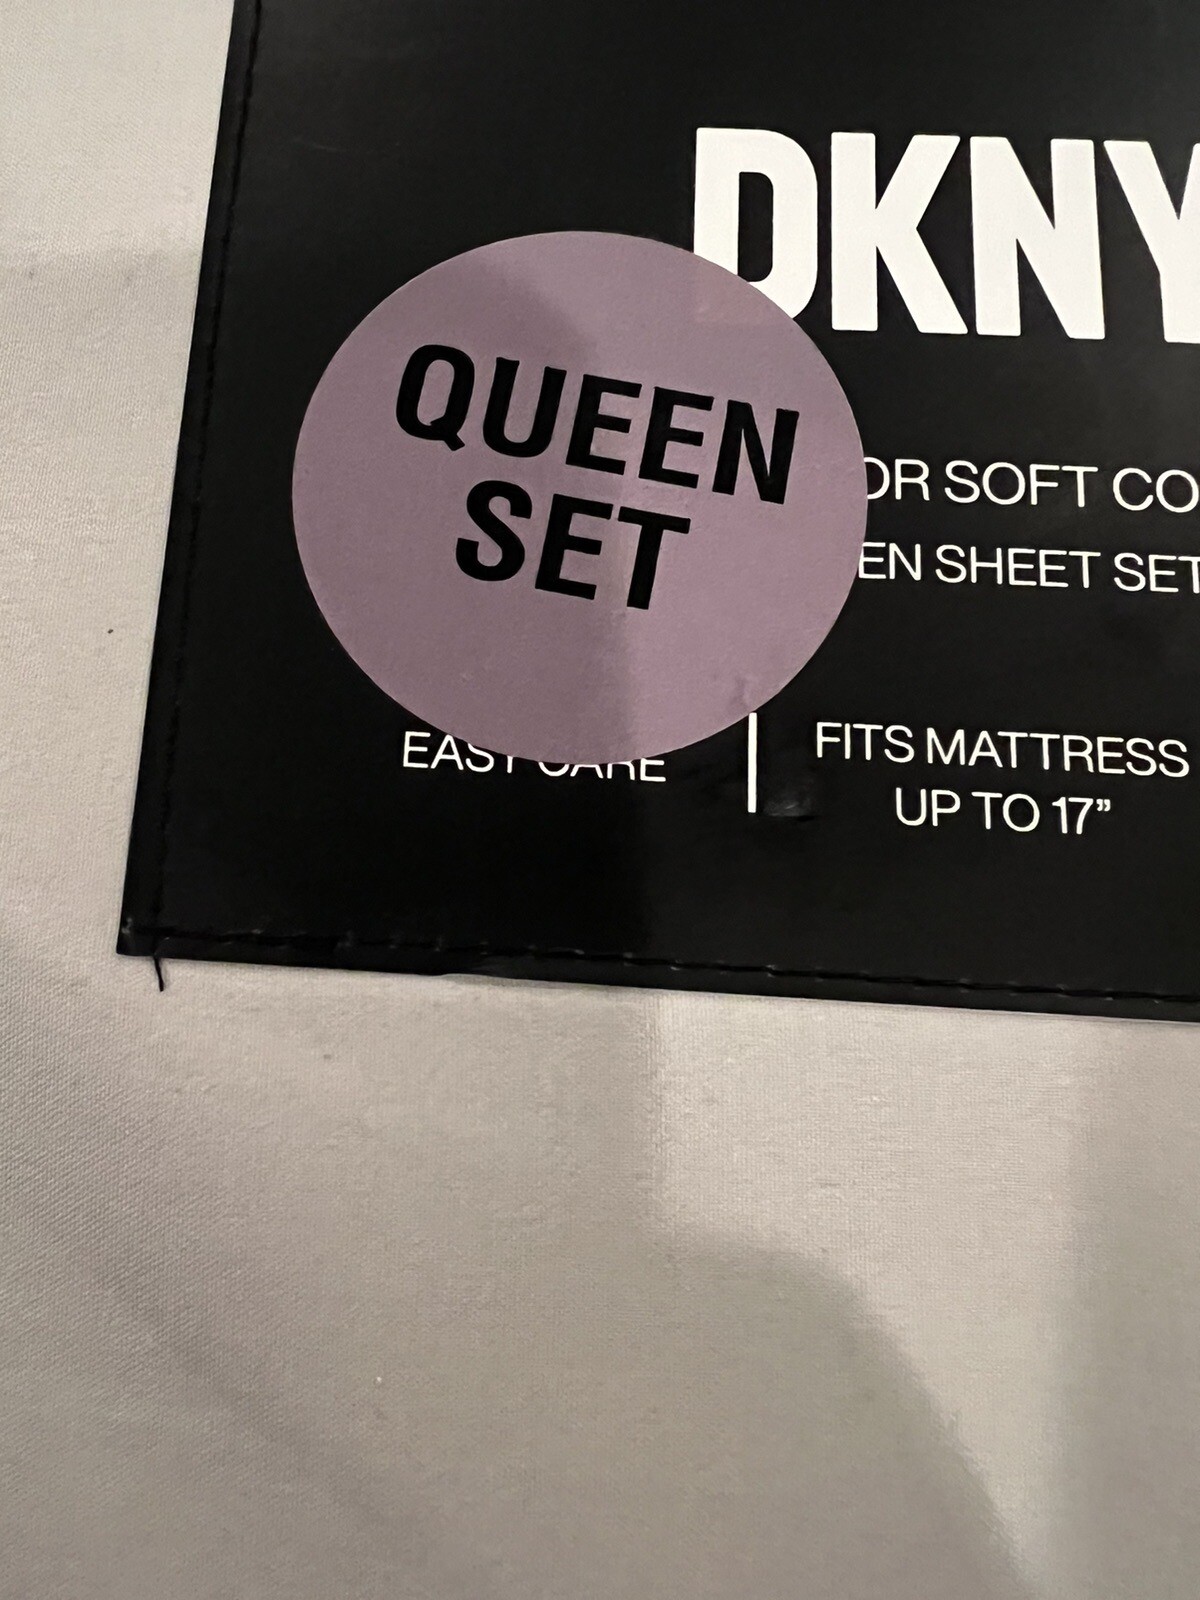 DKNY
QUEEN
SET
OR SOFT CO
EN SHEET SET
EASY CARE
FITS MATTRESS
UP TO 17”